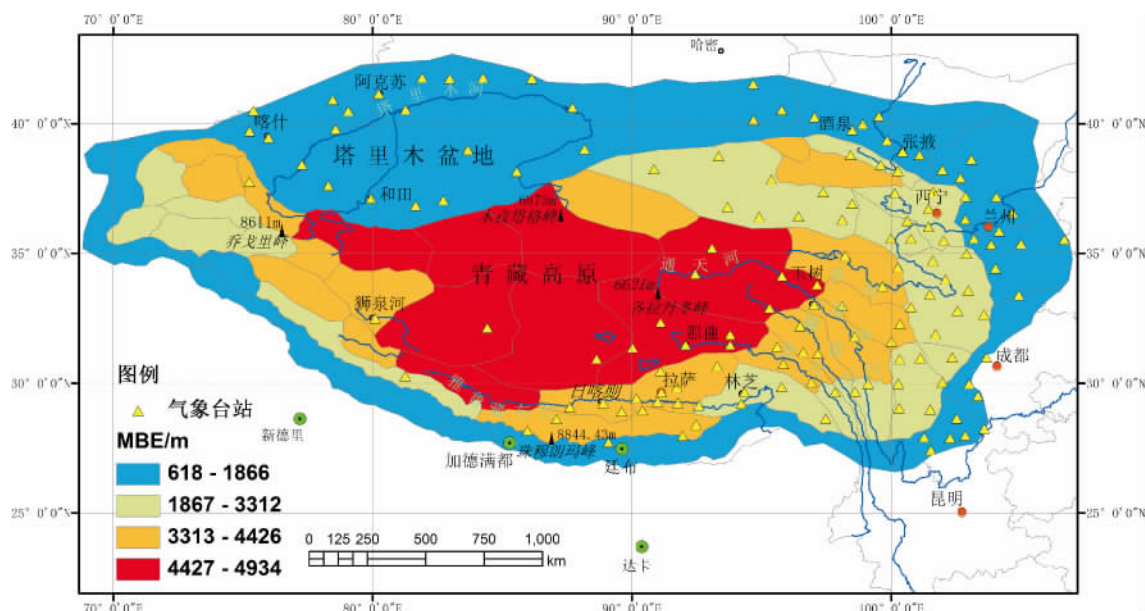 70° 0′0″E
80° 0′0″E
90° 0′0″E
100° 0′0″E
哈密
阿克苏
塔里木河
40° 0′0″N
喀什
酒泉
张掖
40° 0′0″N
塔里木盆地
和田
西宁
6973m
木孜塔格峰
兰州
8611m
乔戈里峰
35° 0′0″N
35° 0′0″N
青藏高原
通天河
玉树
6621m
各拉丹冬峰
狮泉河
那曲
成都
图例
30° 0′0″N
30° 0′0″N
日喀则
拉萨
林芝
气象台站
新德里
8844.43m
珠穆朗玛峰
加德满都
廷布
MBE/m
618 - 1866
1867 - 3312
昆明
25° 0′0″N
25° 0′0″N
3313 - 4426
4427 - 4934
0 125 250 500 750 1,000
km
达卡
70° 0′0″E
80° 0′0″E
90° 0′0″E
100° 0′0″E